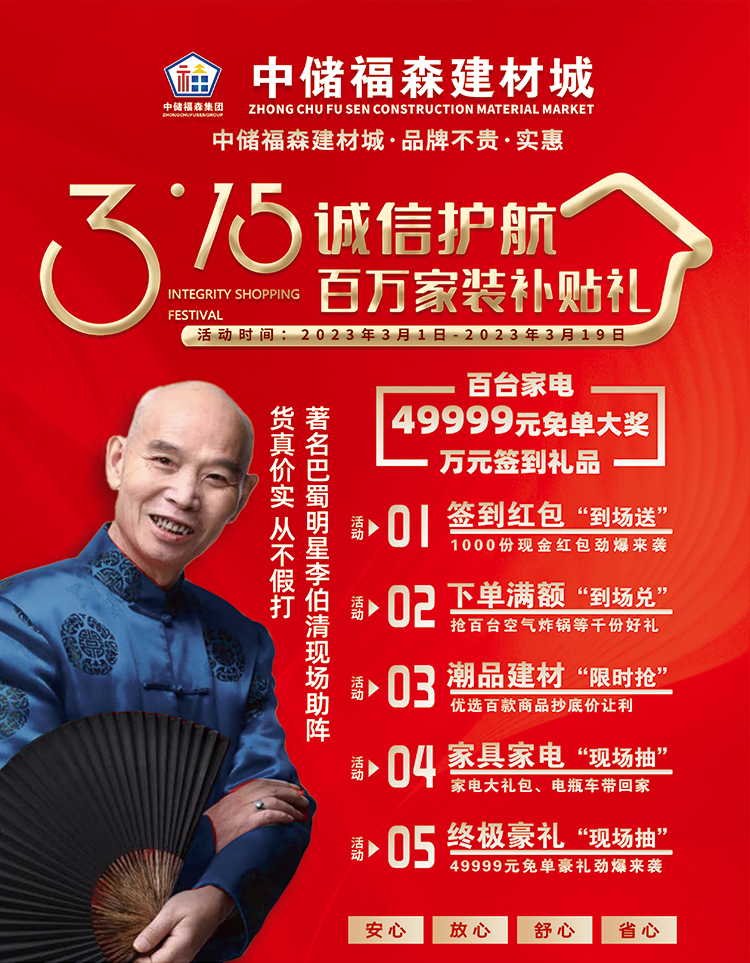 中储福森集团
ZHONGCHUFUSENGROUP
中储福森建材城
ZHONG CHU FU SEN CONSTRUCTION MATERIAL MARKET
中储福森建材城·品牌不贵·实惠
3·15
INTEGRITY SHOPPING
FESTIVAL
诚信护航
百万家装补贴礼
活动时间：2023年3月1日-2023年3月19日
著名巴蜀明星李伯清现场助阵
货真价实 从不假打
百台家电
49999元免单大奖
万元签到礼品
活动 01 签到红包“到场送”
1000份现金红包劲爆来袭
活动 02 下单满额“到场兑”
抢百台空气炸锅等千份好礼
活动 03 潮品建材“限时抢”
优选百款商品抄底价让利
活动 04 家具家电“现场抽”
家电大礼包、电瓶车带回家
活动 05 终极豪礼“现场抽”
49999元免单豪礼劲爆来袭
安心 放心 舒心 省心